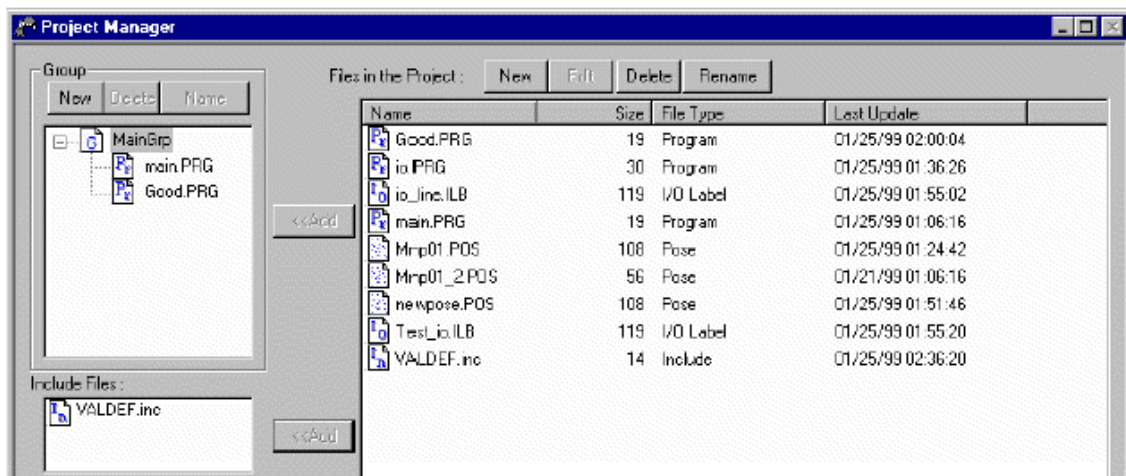 Project Manager
Group
New Delete Name
MainGrp
main.PRG
Good.PRG
<<Add
Include Files :
VALDEF.inc
<<Add
Files in the Project : New Edit Delete Rename
Name Size File Type Last Update
Good.PRG 19 Program 01/25/99 02:00:04
io.PRG 30 Program 01/25/99 01:36:26
io_line.ILB 119 I/O Label 01/25/99 01:55:02
main.PRG 19 Program 01/25/99 01:06:16
Mmp01.POS 108 Pose 01/25/99 01:24:42
Mmp01_2.POS 56 Pose 01/21/99 01:06:16
newpose.POS 108 Pose 01/25/99 01:51:46
Test_io.ILB 119 I/O Label 01/25/99 01:55:20
VALDEF.inc 14 Include 01/25/99 02:36:20